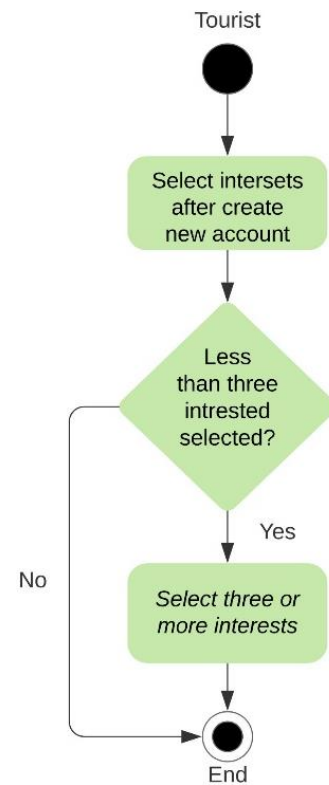 Tourist
Select intersets
after create
new account
Less
than three
intrested
selected?
Yes
No
Select three or
more interests
End